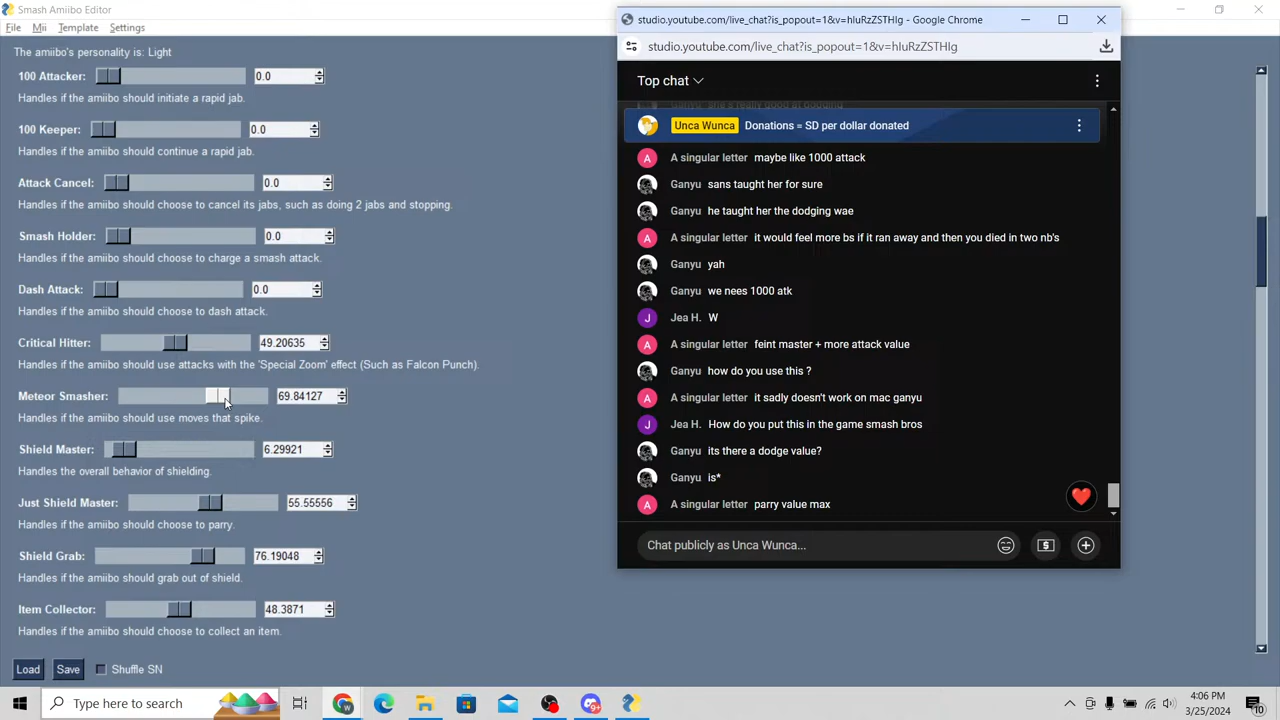 Smash Amiibo Editor
File Mii Template Settings
The amiibo's personality is: Light
100 Attacker: 0.0
Handles if the amiibo should initiate a rapid jab.
100 Keeper: 0.0
Handles if the amiibo should continue a rapid jab.
Attack Cancel: 0.0
Handles if the amiibo should choose to cancel its jabs, such as doing 2 jabs and stopping.
Smash Holder: 0.0
Handles if the amiibo should choose to charge a smash attack.
Dash Attack: 0.0
Handles if the amiibo should choose to dash attack.
Critical Hitter: 49.20635
Handles if the amiibo should use attacks with the 'Special Zoom' effect (Such as Falcon Punch).
Meteor Smasher: 69.84127
Handles if the amiibo should use moves that spike.
Shield Master: 6.29921
Handles the overall behavior of shielding.
Just Shield Master: 55.55556
Handles if the amiibo should choose to parry.
Shield Grab: 76.19048
Handles if the amiibo should grab out of shield.
Item Collector: 48.3871
Handles if the amiibo should choose to collect an item.
Load Save Shuffle SN
studio.youtube.com/live_chat?is_popout=1&v=hIuRzZSTHIg - Google Chrome
studio.youtube.com/live_chat?is_popout=1&v=hIuRzZSTHIg
Top chat
Ganyu she's really good at dodging
Unca Wunca Donations = SD per dollar donated
A A singular letter maybe like 1000 attack
Ganyu sans taught her for sure
Ganyu he taught her the dodging wae
A A singular letter it would feel more bs if it ran away and then you died in two nb's
Ganyu yah
Ganyu we nees 1000 atk
J Jea H. W
A A singular letter feint master + more attack value
Ganyu how do you use this ?
A A singular letter it sadly doesn't work on mac ganyu
J Jea H. How do you put this in the game smash bros
Ganyu its there a dodge value?
Ganyu is*
A A singular letter parry value max
Chat publicly as Unca Wunca...
Type here to search
9+
4:06 PM
3/25/2024
10